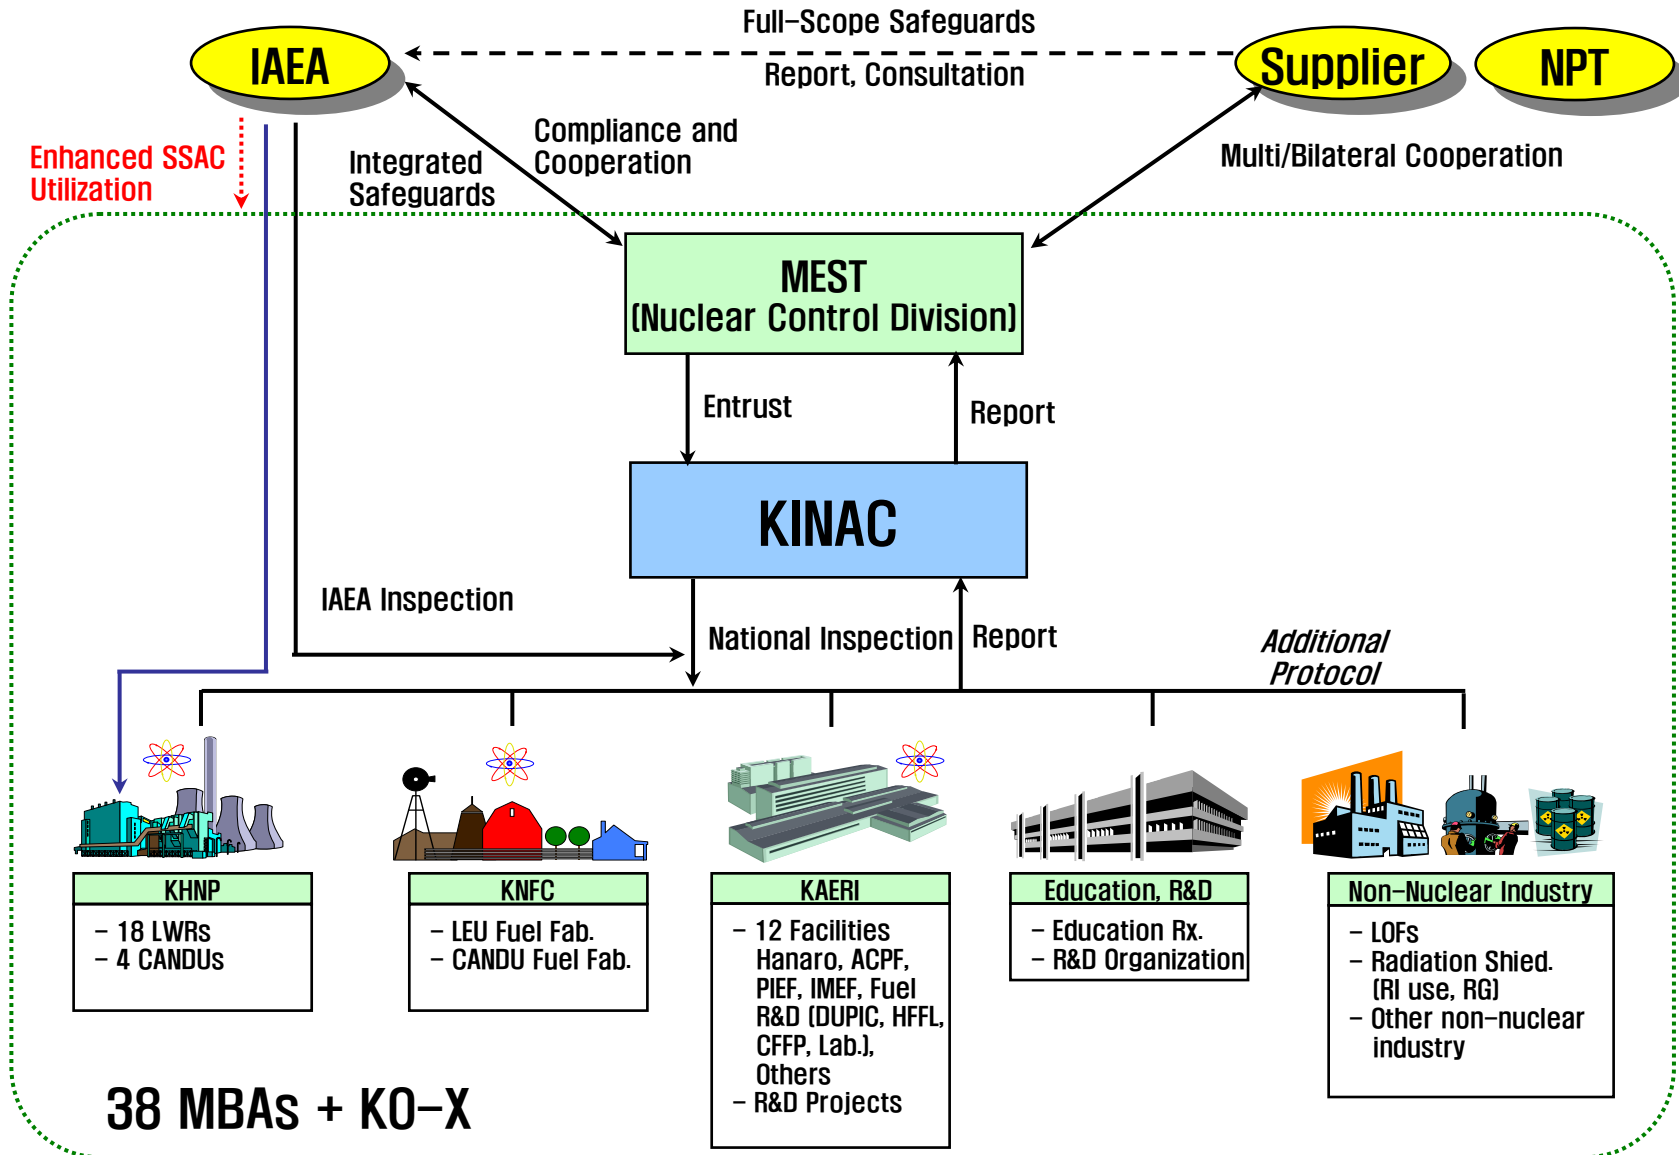 Full-Scope Safeguards
IAEA
Supplier
NPT
Report, Consultation
Enhanced SSAC
Utilization
Integrated
Safeguards
Compliance and
Cooperation
Multi/Bilateral Cooperation
MEST
(Nuclear Control Division)
Entrust
Report
KINAC
IAEA Inspection
National Inspection
Report
Additional
Protocol
KHNP
- 18 LWRs
- 4 CANDUs
KNFC
- LEU Fuel Fab.
- CANDU Fuel Fab.
KAERI
- 12 Facilities
Hanaro, ACPF,
PIEF, IMEF, Fuel
R&D (DUPIC, HFFL,
CFFP, Lab.),
Others
- R&D Projects
Education, R&D
- Education Rx.
- R&D Organization
Non-Nuclear Industry
- LOFs
- Radiation Shied.
(RI use, RG)
- Other non-nuclear
industry
38 MBAs + KO-X